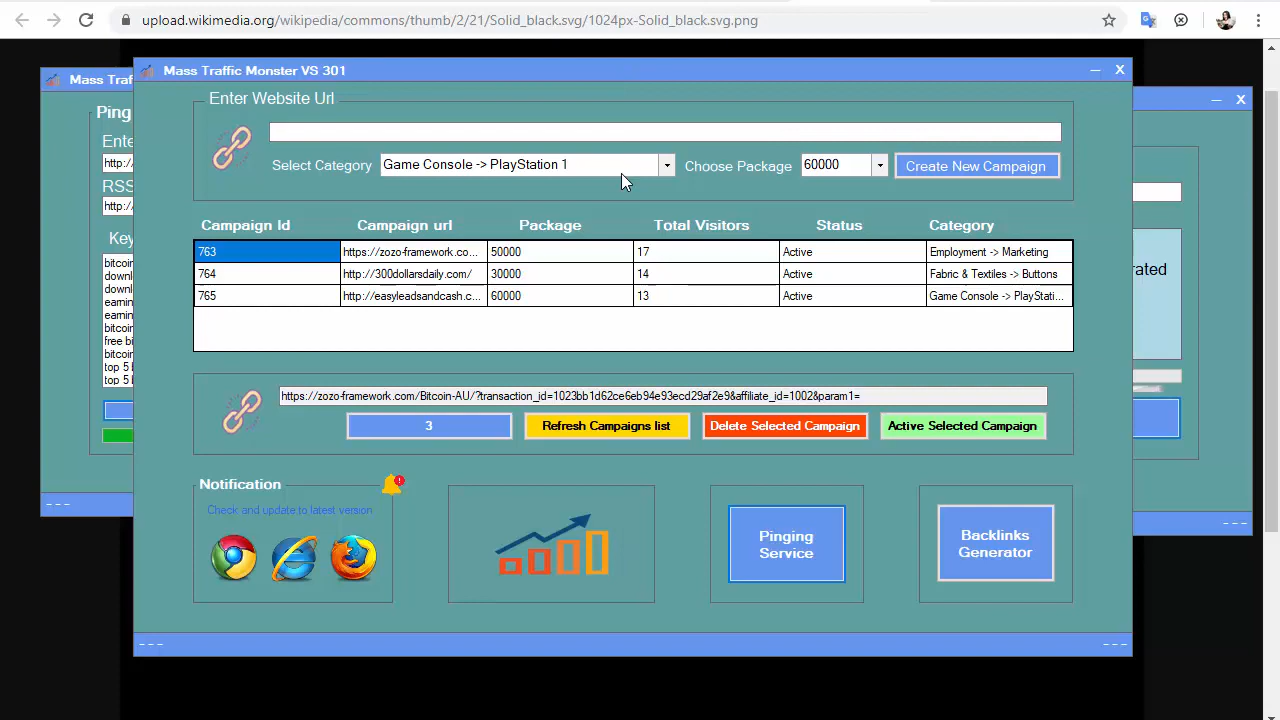 upload.wikimedia.org/wikipedia/commons/thumb/2/21/Solid_black.svg/1024px-Solid_black.svg.png
Mass Traf
Mass Traffic Monster VS 301
Ping
Ente
http:/
RSS
http:/
Key
bitcoin
downl
downl
earnin
earnin
bitcoin
free bi
bitcoin
top 5 l
top 5 l
Enter Website Url
Select Category
Game Console -> PlayStation 1
Choose Package
60000
Create New Campaign
Campaign Id Campaign url Package Total Visitors Status Category
763 https://zozo-framework.co... 50000 17 Active Employment -> Marketing
764 http://300dollarsdaily.com/ 30000 14 Active Fabric & Textiles -> Buttons
765 http://easyleadsandcash.c... 60000 13 Active Game Console -> PlayStati...
rated
https://zozo-framework.com/Bitcoin-AU/?transaction_id=1023bb1d62ce6eb94e93ecd29af2e9&affiliate_id=1002&param1=
3
Refresh Campaigns list
Delete Selected Campaign
Active Selected Campaign
Notification
Check and update to latest version
Pinging
Service
Backlinks
Generator